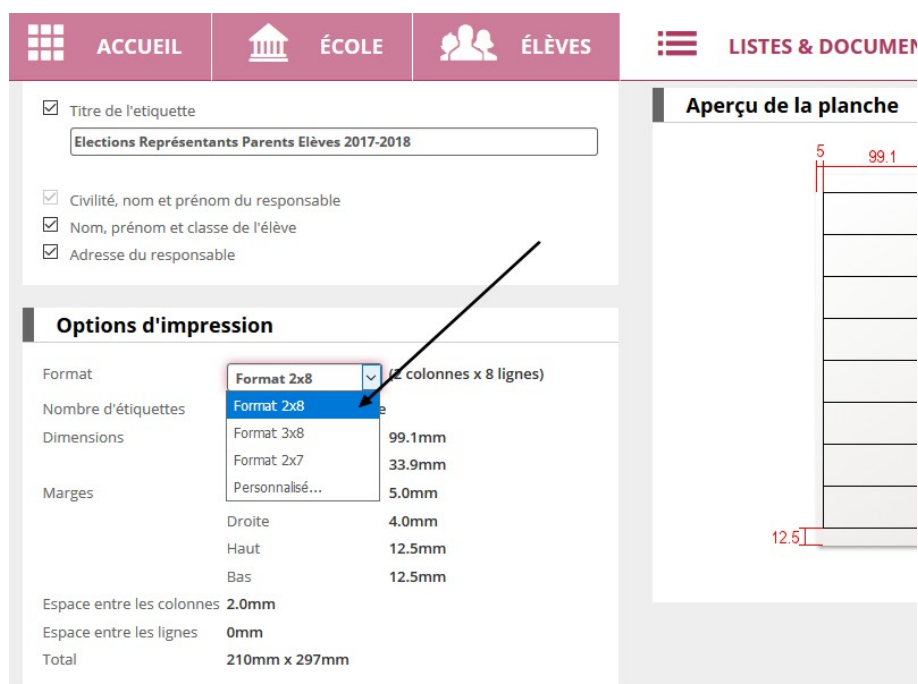 ACCUEIL ÉCOLE ÉLÈVES LISTES & DOCUMEN
Titre de l'etiquette
Elections Représentants Parents Elèves 2017-2018
Civilité, nom et prénom du responsable
Nom, prénom et classe de l'élève
Adresse du responsable
Options d'impression
Format Format 2x8 (2 colonnes x 8 lignes)
Format 2x8
Nombre d'étiquettes e
Format 3x8
Dimensions 99.1mm
Format 2x7
33.9mm
Personnalisé...
Marges 5.0mm
Droite 4.0mm
Haut 12.5mm
Bas 12.5mm
Espace entre les colonnes 2.0mm
Espace entre les lignes 0mm
Total 210mm x 297mm
Aperçu de la planche
5 99.1
12.5